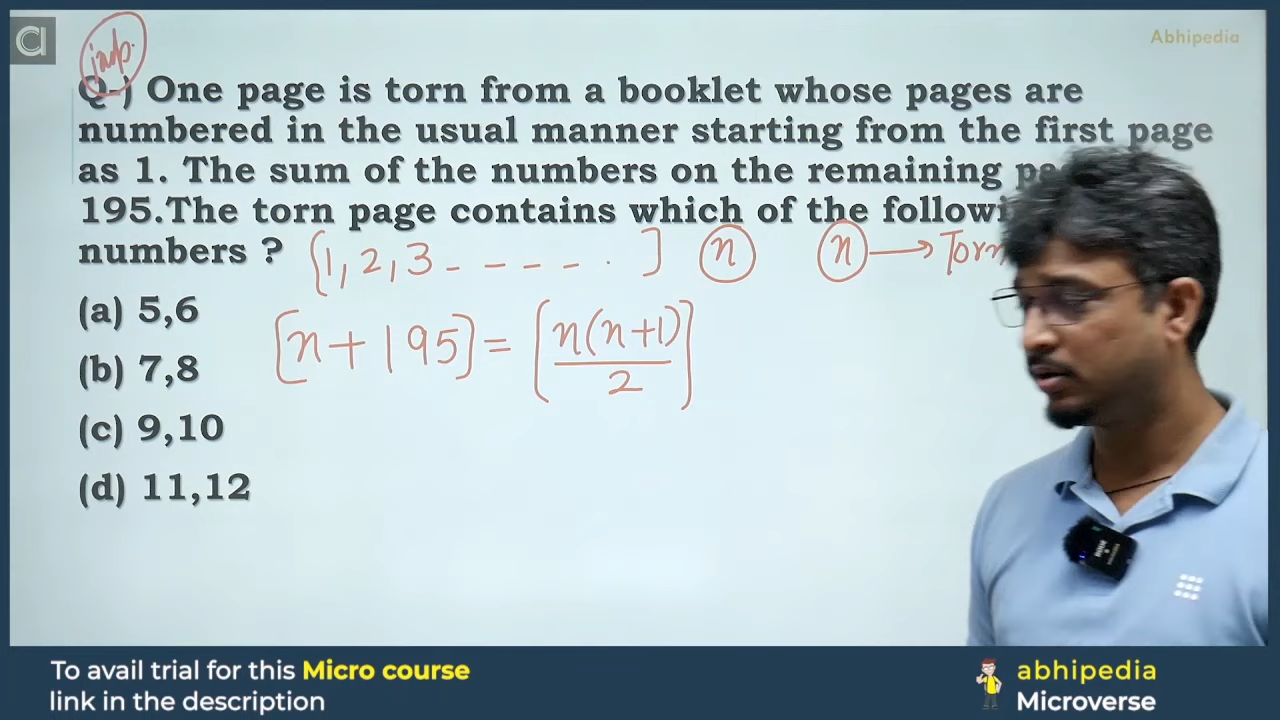 Abhipedia
imp.
Q-) One page is torn from a booklet whose pages are
numbered in the usual manner starting from the first page
as 1. The sum of the numbers on the remaining
195.The torn page contains which of the
numbers ?
[1, 2, 3 - - - - - . ] n n → Torn
(a) 5,6
[n + 195] = [n(n+1)/2]
(b) 7,8
(c) 9,10
(d) 11,12
To avail trial for this Micro course
link in the description
abhipedia
Microverse